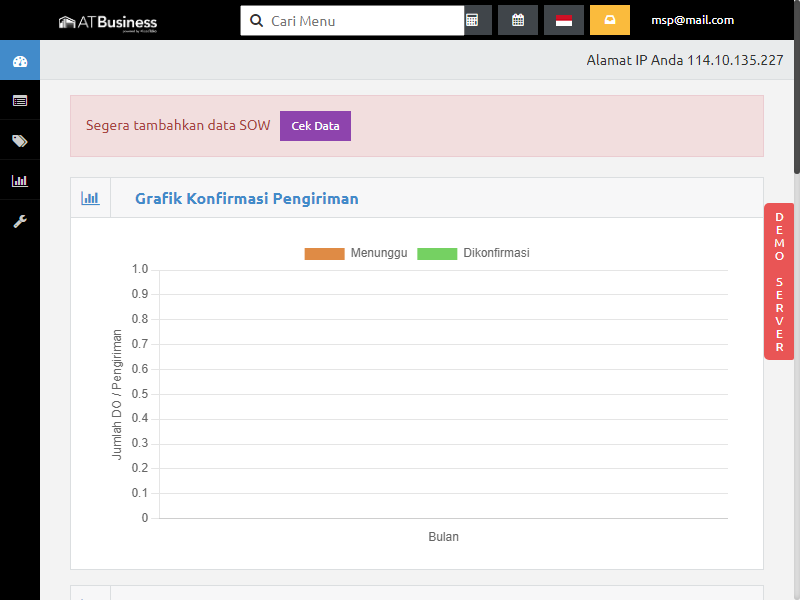 ATBusiness
Cari Menu
msp@mail.com
Alamat IP Anda 114.10.135.227
Segera tambahkan data SOW
Cek Data
Grafik Konfirmasi Pengiriman
Menunggu
Dikonfirmasi
1.0
0.9
0.8
0.7
0.6
0.5
0.4
0.3
0.2
0.1
0
Jumlah DO / Pengiriman
Bulan
DEMO SERVER